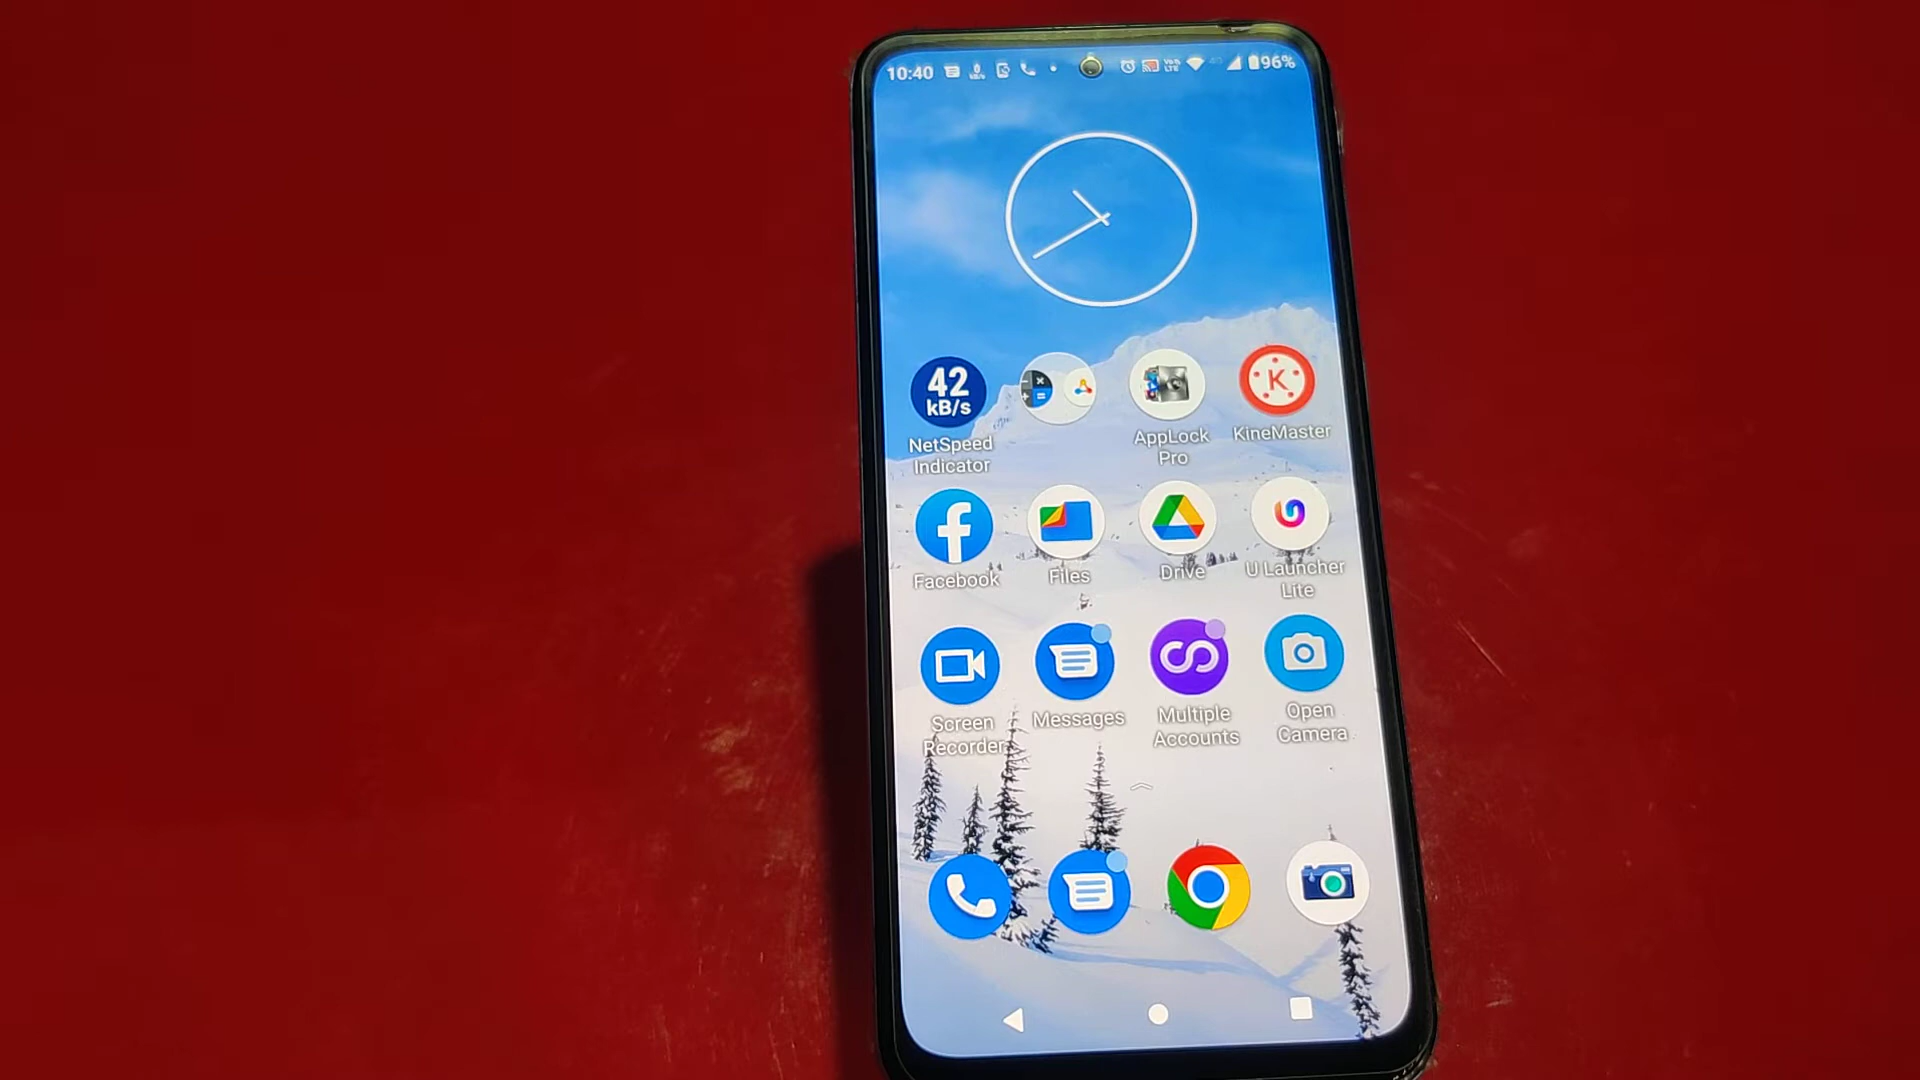 10:40
96%
42
kB/s
NetSpeed
Indicator
AppLock
Pro
KineMaster
K
Facebook
Files
Drive
U Launcher
Lite
Screen
Recorder
Messages
Multiple
Accounts
Open
Camera